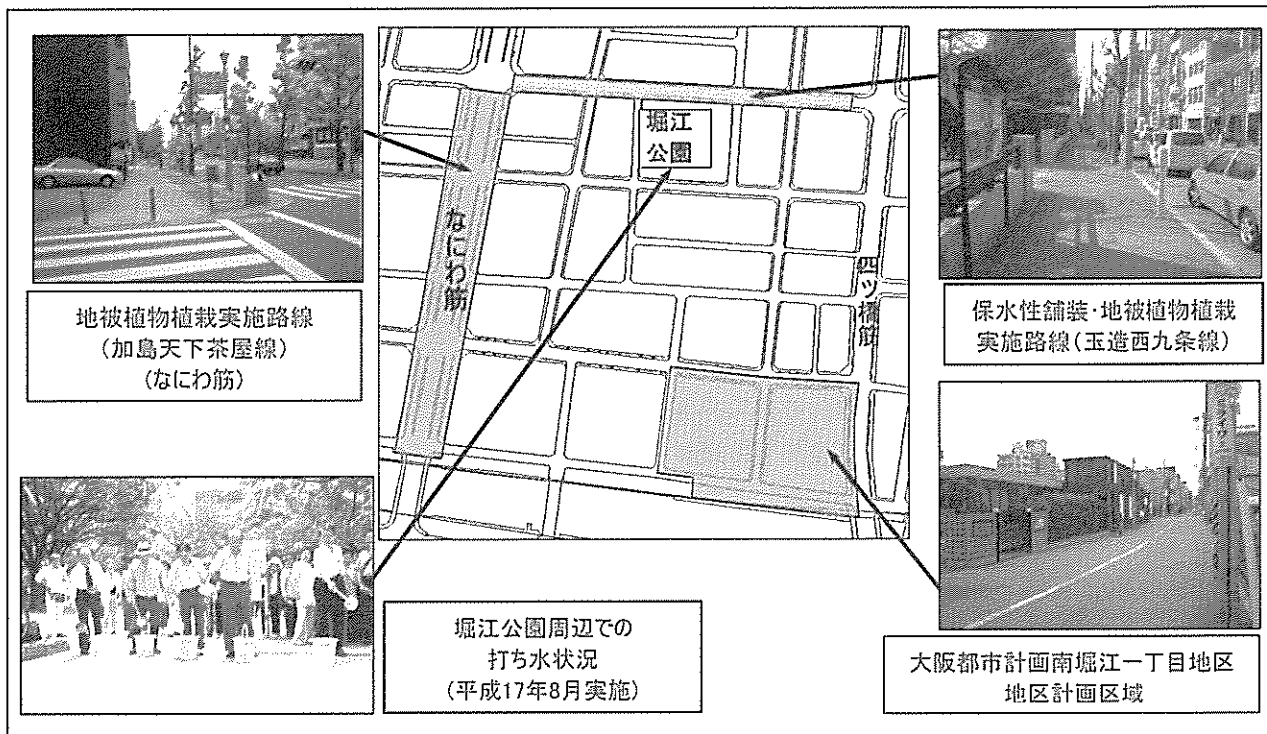 堀江
公園
なにわ筋
四ツ橋筋
地被植物植栽実施路線
(加島天下茶屋線)
(なにわ筋)
保水性舗装・地被植物植栽
実施路線(玉造西九条線)
堀江公園周辺での
打ち水状況
(平成17年8月実施)
大阪都市計画南堀江一丁目地区
地区計画区域